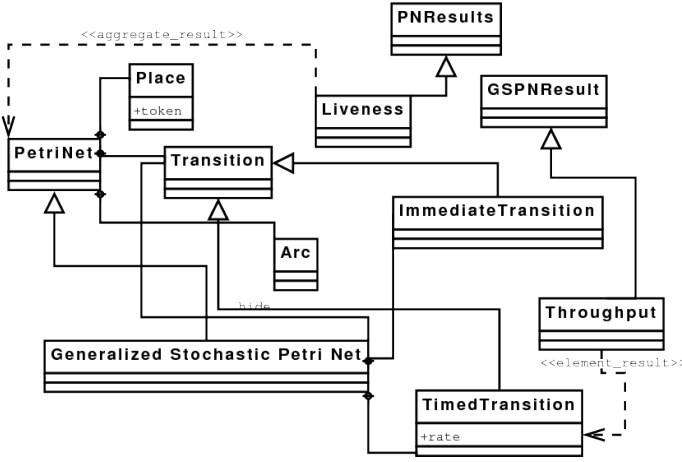 PNResults
<<aggregate_result>>
Place
GSPNResult
+token
Liveness
PetriNet
Transition
ImmediateTransition
Arc
hide
Throughput
Generalized Stochastic Petri Net
<<element_result>>
TimedTransition
+rate